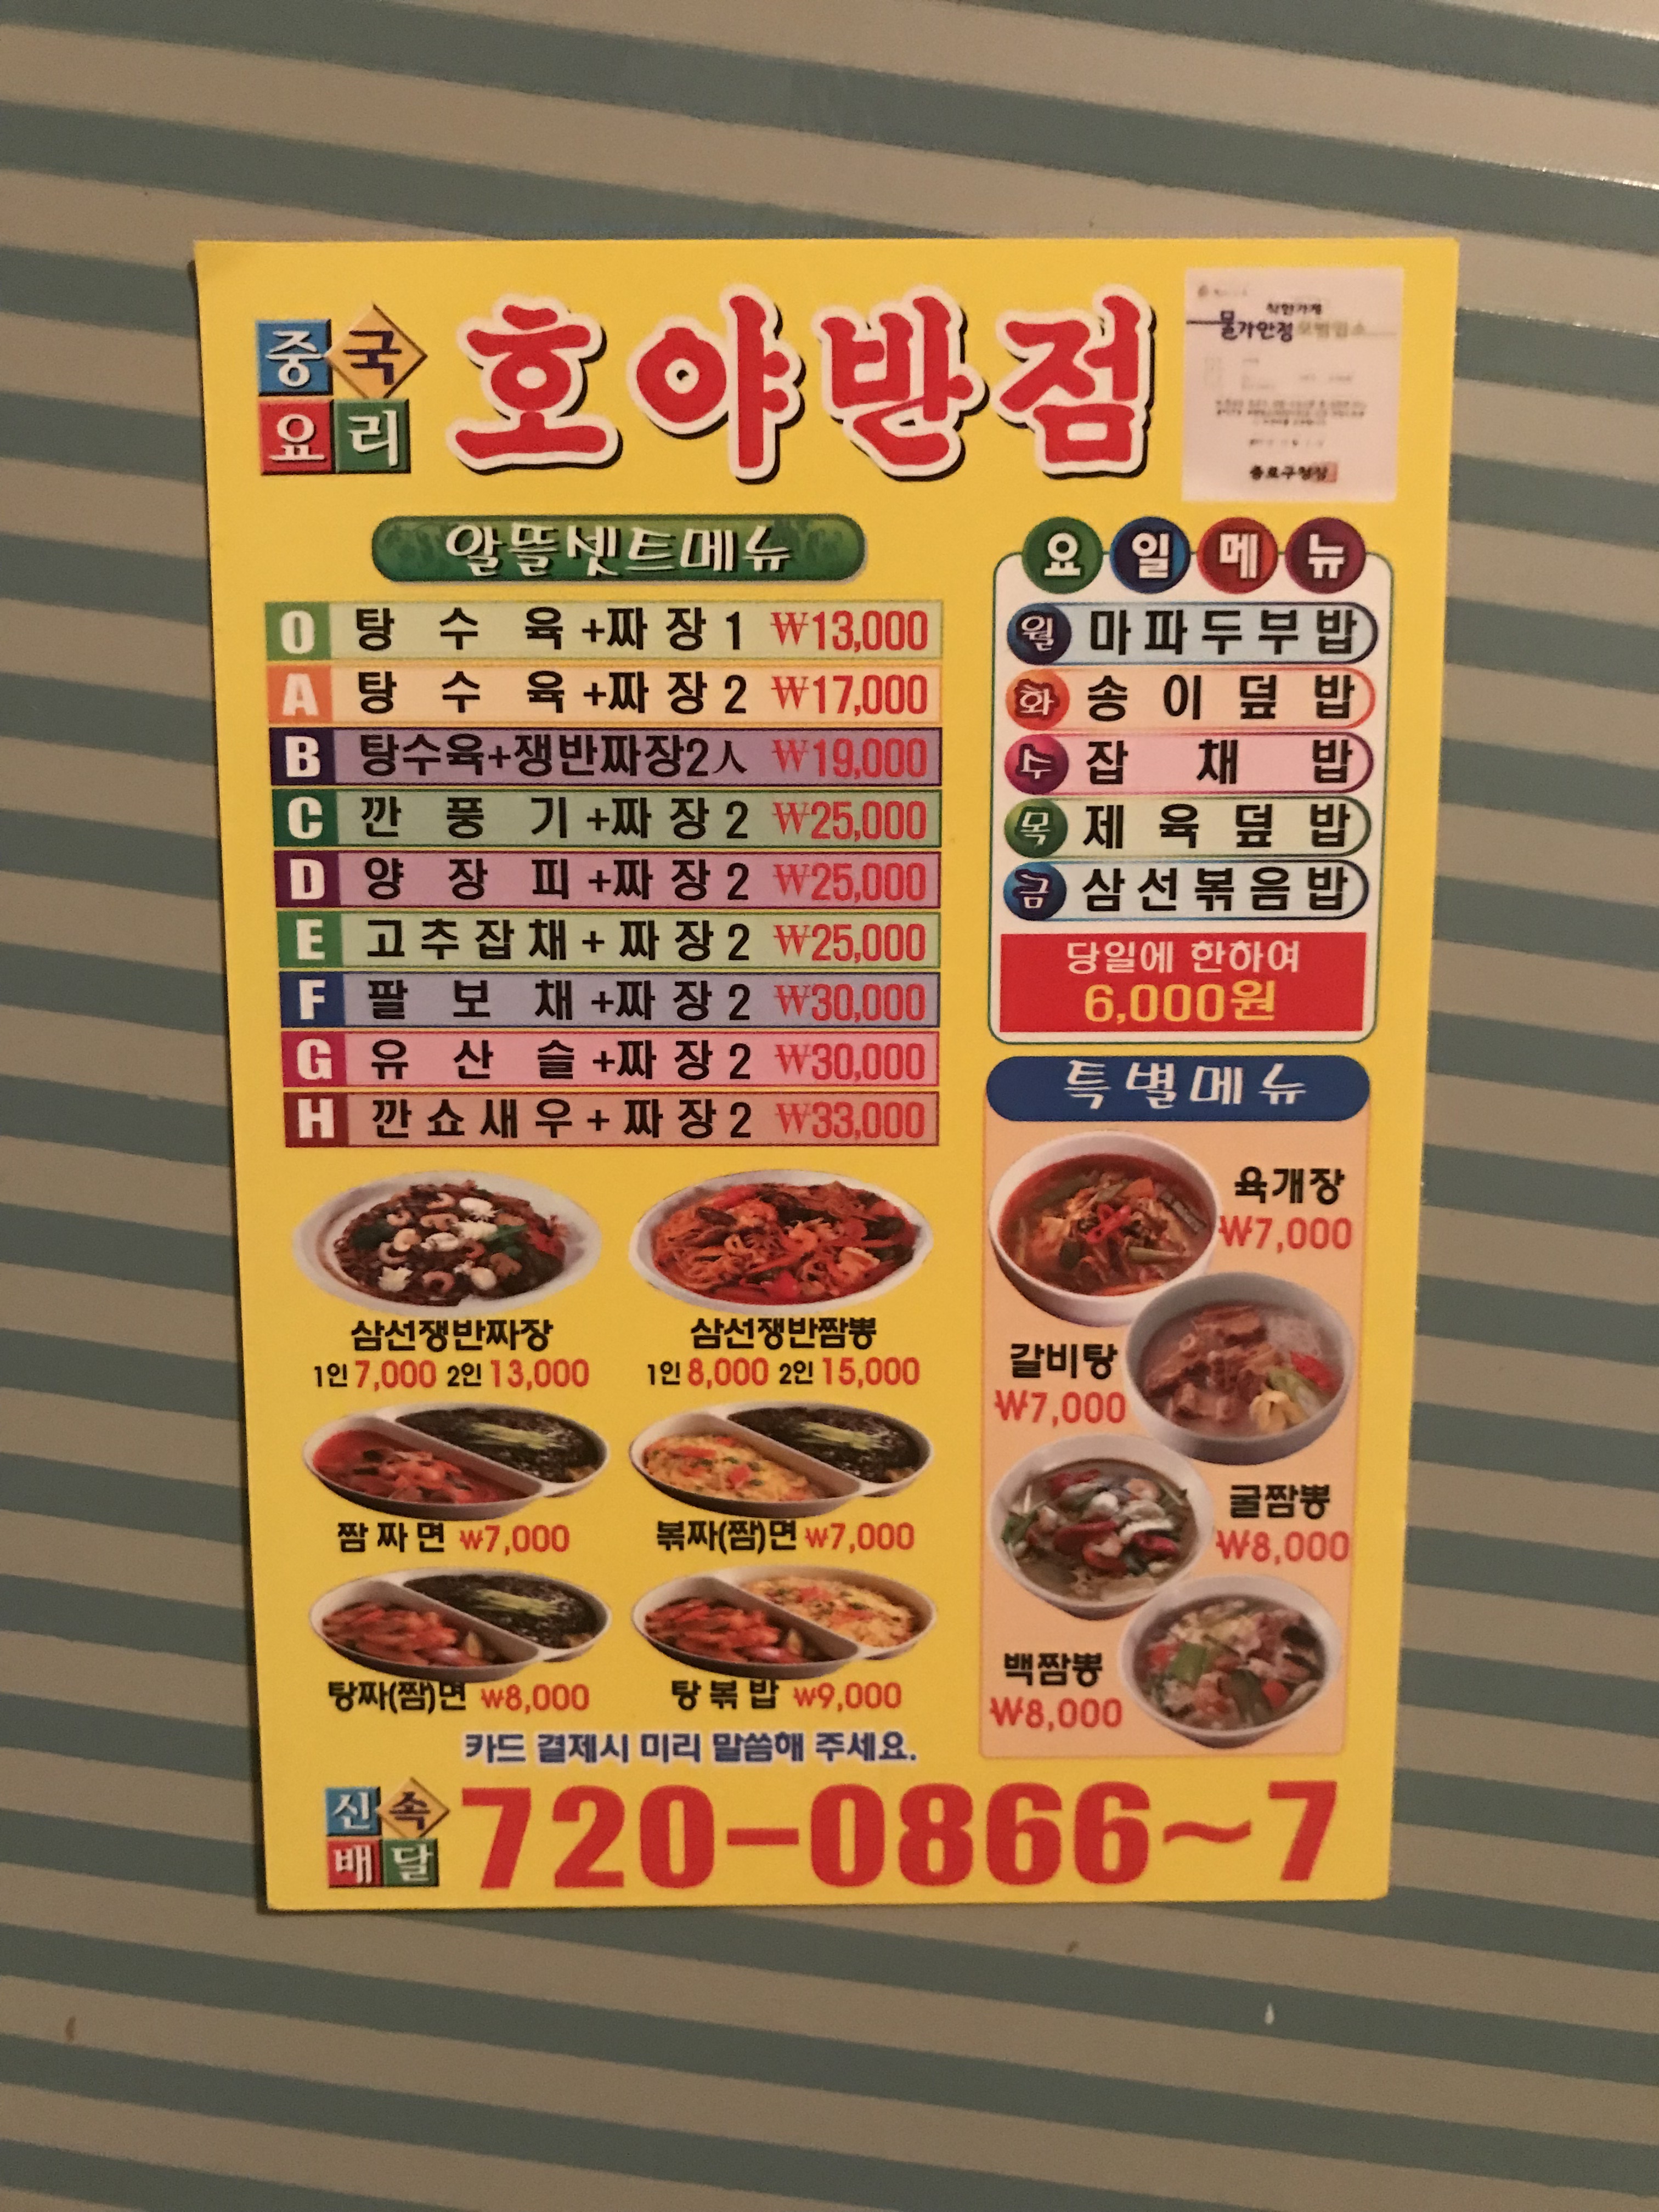 중국
요리
호야반점
착한가게
물가안정모범업소
종로구청장
알뜰셋트메뉴
O 탕수육+짜장1 ₩13,000
A 탕수육+짜장2 ₩17,000
B 탕수육+쟁반짜장2人 ₩19,000
C 깐풍기+짜장2 ₩25,000
D 양장피+짜장2 ₩25,000
E 고추잡채+짜장2 ₩25,000
F 팔보채+짜장2 ₩30,000
G 유산슬+짜장2 ₩30,000
H 깐쇼새우+짜장2 ₩33,000
요일메뉴
월 마파두부밥
화 송이덮밥
수 잡채밥
목 제육덮밥
금 삼선볶음밥
당일에 한하여
6,000원
삼선쟁반짜장
1인 7,000 2인 13,000
삼선쟁반짬뽕
1인 8,000 2인 15,000
짬짜면 ₩7,000
볶짜(짬)면 ₩7,000
탕짜(짬)면 ₩8,000
탕볶밥 ₩9,000
특별메뉴
육개장
₩7,000
갈비탕
₩7,000
굴짬뽕
₩8,000
백짬뽕
₩8,000
카드 결제시 미리 말씀해 주세요.
신速
배달
720-0866~7